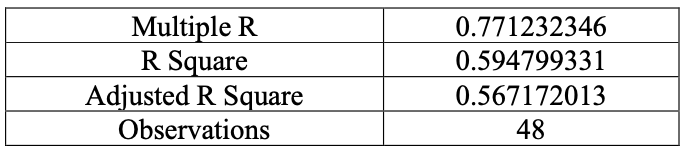 Multiple R 0.771232346
R Square 0.594799331
Adjusted R Square 0.567172013
Observations 48